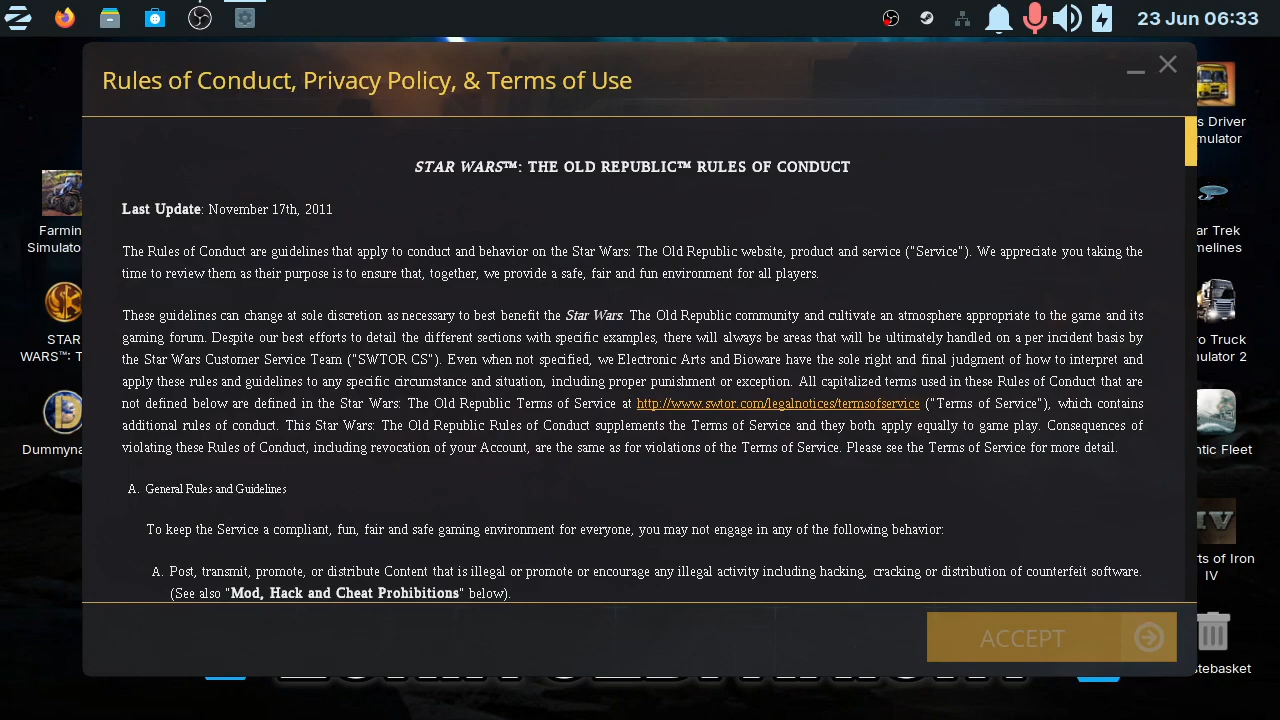 23 Jun 06:33
Rules of Conduct, Privacy Policy, & Terms of Use
STAR WARS™: THE OLD REPUBLIC™ RULES OF CONDUCT
Last Update: November 17th, 2011
The Rules of Conduct are guidelines that apply to conduct and behavior on the Star Wars: The Old Republic website, product and service ("Service"). We appreciate you taking the
time to review them as their purpose is to ensure that, together, we provide a safe, fair and fun environment for all players.
These guidelines can change at sole discretion as necessary to best benefit the Star Wars: The Old Republic community and cultivate an atmosphere appropriate to the game and its
gaming forum. Despite our best efforts to detail the different sections with specific examples, there will always be areas that will be ultimately handled on a per incident basis by
the Star Wars Customer Service Team ("SWTOR CS"). Even when not specified, we Electronic Arts and Bioware have the sole right and final judgment of how to interpret and
apply these rules and guidelines to any specific circumstance and situation, including proper punishment or exception. All capitalized terms used in these Rules of Conduct that are
not defined below are defined in the Star Wars: The Old Republic Terms of Service at http://www.swtor.com/legalnotices/termsofservice ("Terms of Service"), which contains
additional rules of conduct. This Star Wars: The Old Republic Rules of Conduct supplements the Terms of Service and they both apply equally to game play. Consequences of
violating these Rules of Conduct, including revocation of your Account, are the same as for violations of the Terms of Service. Please see the Terms of Service for more detail.
A. General Rules and Guidelines
To keep the Service a compliant, fun, fair and safe gaming environment for everyone, you may not engage in any of the following behavior:
A. Post, transmit, promote, or distribute Content that is illegal or promote or encourage any illegal activity including hacking, cracking or distribution of counterfeit software.
(See also "Mod, Hack and Cheat Prohibitions" below).
ACCEPT
Farmin
Simulato
STAR
WARS™: T
Dummyna
s Driver
mulator
ar Trek
melines
o Truck
ulator 2
ntic Fleet
IV
rts of Iron
IV
tebasket